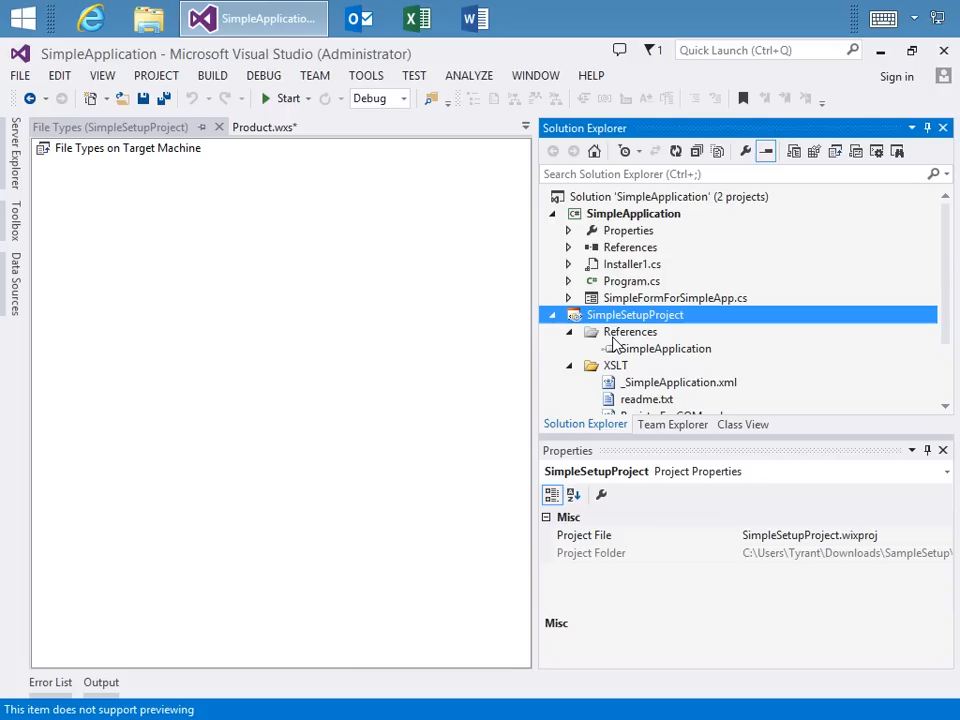 SimpleApplicatio...
SimpleApplication - Microsoft Visual Studio (Administrator)
1
Quick Launch (Ctrl+Q)
FILE EDIT VIEW PROJECT BUILD DEBUG TEAM TOOLS TEST ANALYZE WINDOW HELP
Sign in
Start
Debug
Server Explorer
Toolbox
Data Sources
File Types (SimpleSetupProject)
Product.wxs*
File Types on Target Machine
Solution Explorer
Search Solution Explorer (Ctrl+;)
Solution 'SimpleApplication' (2 projects)
SimpleApplication
Properties
References
Installer1.cs
Program.cs
SimpleFormForSimpleApp.cs
SimpleSetupProject
References
SimpleApplication
XSLT
_SimpleApplication.xml
readme.txt
Solution Explorer Team Explorer Class View
Properties
SimpleSetupProject Project Properties
Misc
Project File SimpleSetupProject.wixproj
Project Folder C:\Users\Tyrant\Downloads\SampleSetup\
Misc
Error List Output
This item does not support previewing